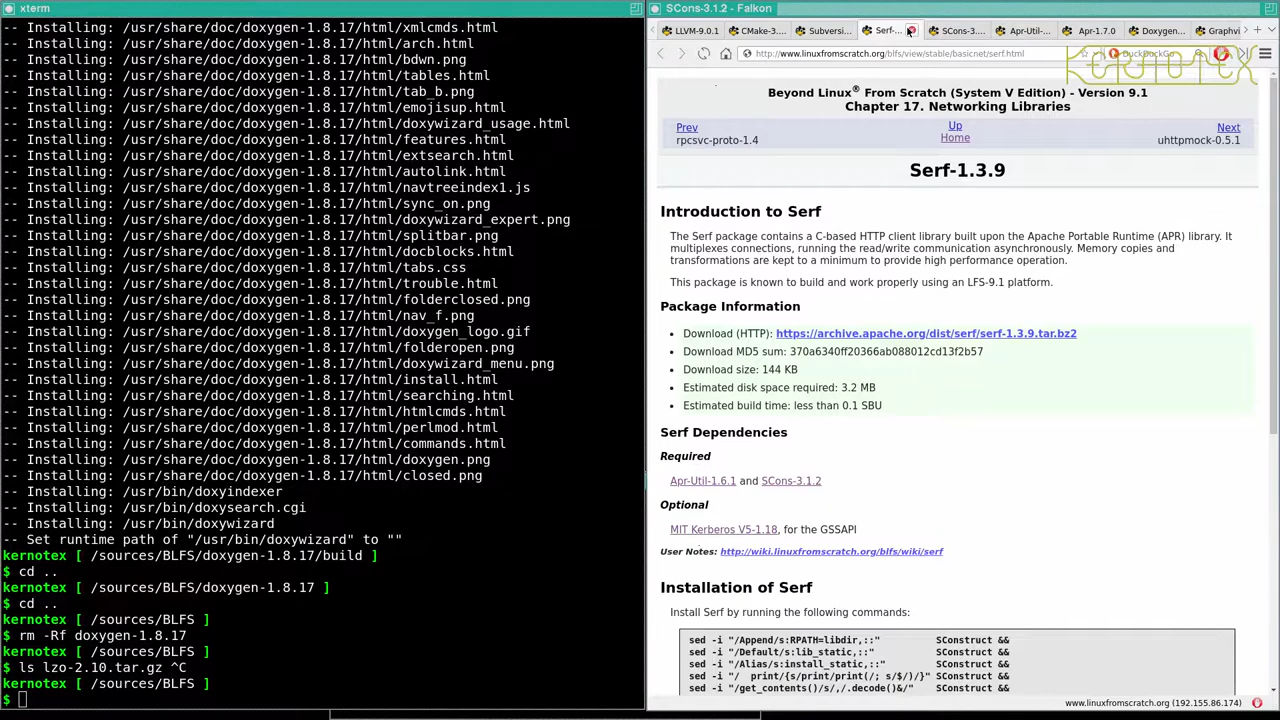 xterm
-- Installing: /usr/share/doc/doxygen-1.8.17/html/xmlcmds.html
-- Installing: /usr/share/doc/doxygen-1.8.17/html/arch.html
-- Installing: /usr/share/doc/doxygen-1.8.17/html/down.png
-- Installing: /usr/share/doc/doxygen-1.8.17/html/tables.html
-- Installing: /usr/share/doc/doxygen-1.8.17/html/tab_b.png
-- Installing: /usr/share/doc/doxygen-1.8.17/html/emojisup.html
-- Installing: /usr/share/doc/doxygen-1.8.17/html/doxywizard_usage.html
-- Installing: /usr/share/doc/doxygen-1.8.17/html/features.html
-- Installing: /usr/share/doc/doxygen-1.8.17/html/extsearch.html
-- Installing: /usr/share/doc/doxygen-1.8.17/html/autolink.html
-- Installing: /usr/share/doc/doxygen-1.8.17/html/navtreeindex1.js
-- Installing: /usr/share/doc/doxygen-1.8.17/html/sync_on.png
-- Installing: /usr/share/doc/doxygen-1.8.17/html/doxywizard_expert.png
-- Installing: /usr/share/doc/doxygen-1.8.17/html/splitbar.png
-- Installing: /usr/share/doc/doxygen-1.8.17/html/docblocks.html
-- Installing: /usr/share/doc/doxygen-1.8.17/html/tabs.css
-- Installing: /usr/share/doc/doxygen-1.8.17/html/trouble.html
-- Installing: /usr/share/doc/doxygen-1.8.17/html/folderclosed.png
-- Installing: /usr/share/doc/doxygen-1.8.17/html/nav_f.png
-- Installing: /usr/share/doc/doxygen-1.8.17/html/doxygen_logo.gif
-- Installing: /usr/share/doc/doxygen-1.8.17/html/folderopen.png
-- Installing: /usr/share/doc/doxygen-1.8.17/html/doxywizard_menu.png
-- Installing: /usr/share/doc/doxygen-1.8.17/html/install.html
-- Installing: /usr/share/doc/doxygen-1.8.17/html/searching.html
-- Installing: /usr/share/doc/doxygen-1.8.17/html/htmlcmds.html
-- Installing: /usr/share/doc/doxygen-1.8.17/html/perlmod.html
-- Installing: /usr/share/doc/doxygen-1.8.17/html/commands.html
-- Installing: /usr/share/doc/doxygen-1.8.17/html/doxygen.png
-- Installing: /usr/share/doc/doxygen-1.8.17/html/closed.png
-- Installing: /usr/bin/doxyindexer
-- Installing: /usr/bin/doxysearch.cgi
-- Installing: /usr/bin/doxywizard
-- Set runtime path of "/usr/bin/doxywizard" to ""
kernotex [ /sources/BLFS/doxygen-1.8.17/build ]
$ cd ..
kernotex [ /sources/BLFS/doxygen-1.8.17 ]
$ cd ..
kernotex [ /sources/BLFS ]
$ rm -Rf doxygen-1.8.17
kernotex [ /sources/BLFS ]
$ ls lzo-2.10.tar.gz ^C
kernotex [ /sources/BLFS ]
$
SCons-3.1.2 - Falkon
LLVM-9.0.1 CMake-3.... Subversi... Serf-... SCons-3.... Apr-Util-... Apr-1.7.0 Doxygen... Graphvi
http://www.linuxfromscratch.org/blfs/view/stable/basicnet/serf.html DuckDuckGo
KERNOTEX
Beyond Linux® From Scratch (System V Edition) - Version 9.1
Chapter 17. Networking Libraries
Prev Up Next
rpcsvc-proto-1.4 Home uhttpmock-0.5.1
Serf-1.3.9
Introduction to Serf
The Serf package contains a C-based HTTP client library built upon the Apache Portable Runtime (APR) library. It
multiplexes connections, running the read/write communication asynchronously. Memory copies and
transformations are kept to a minimum to provide high performance operation.
This package is known to build and work properly using an LFS-9.1 platform.
Package Information
• Download (HTTP): https://archive.apache.org/dist/serf/serf-1.3.9.tar.bz2
• Download MD5 sum: 370a6340ff20366ab088012cd13f2b57
• Download size: 144 KB
• Estimated disk space required: 3.2 MB
• Estimated build time: less than 0.1 SBU
Serf Dependencies
Required
Apr-Util-1.6.1 and SCons-3.1.2
Optional
MIT Kerberos V5-1.18, for the GSSAPI
User Notes: http://wiki.linuxfromscratch.org/blfs/wiki/serf
Installation of Serf
Install Serf by running the following commands:
sed -i "/Append/s:RPATH=libdir,::" SConstruct &&
sed -i "/Default/s:lib_static,::" SConstruct &&
sed -i "/Alias/s:install_static,::" SConstruct &&
sed -i "/  print/{s/print/print(/; s/$/)/}" SConstruct &&
sed -i "/get_contents()/s/,/.decode()&/" SConstruct &&
www.linuxfromscratch.org (192.155.86.174)